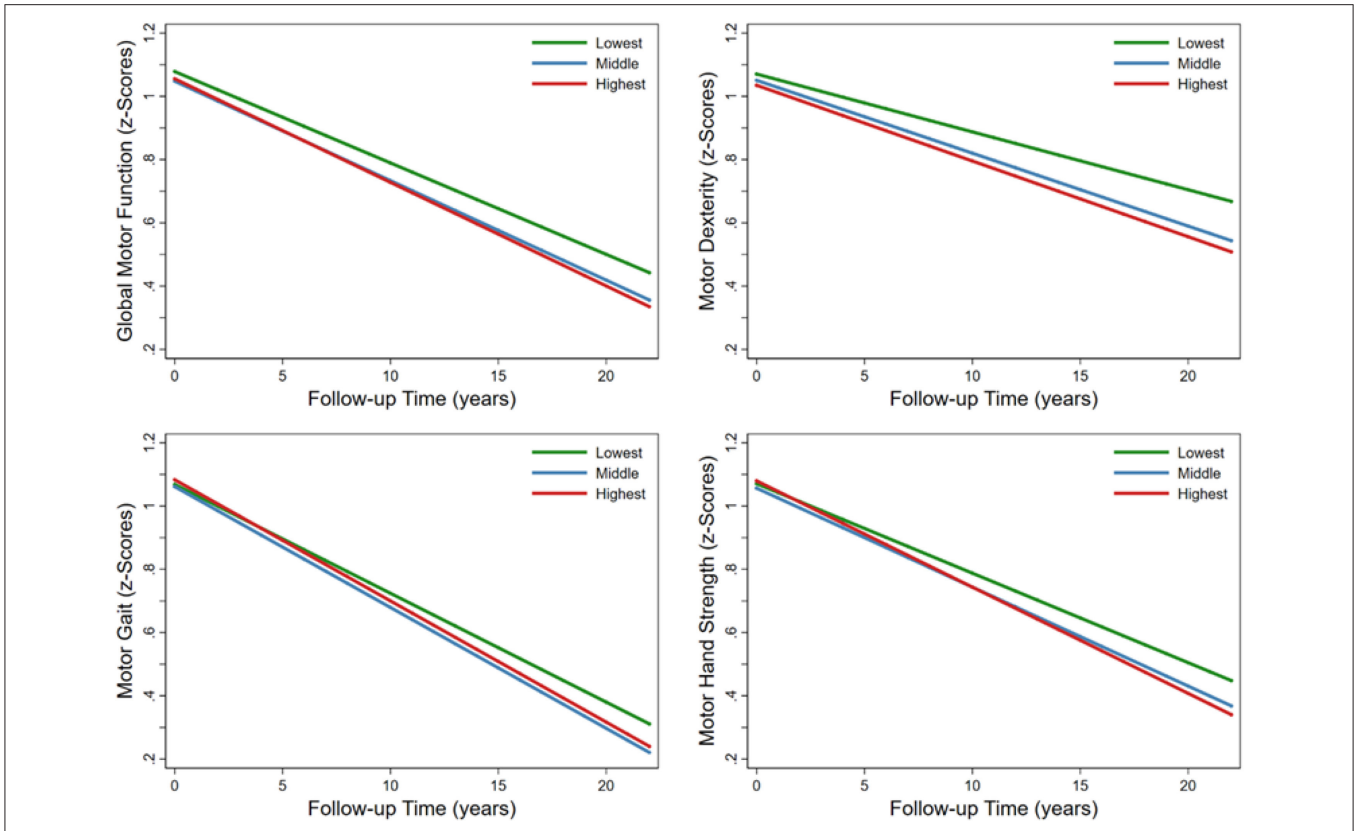 Global Motor Function (z-Scores)
1.2
1
.8
.6
.4
.2
Lowest
Middle
Highest
0 5 10 15 20
Follow-up Time (years)
Motor Dexterity (z-Scores)
1.2
1
.8
.6
.4
.2
Lowest
Middle
Highest
0 5 10 15 20
Follow-up Time (years)
Motor Gait (z-Scores)
1.2
1
.8
.6
.4
.2
Lowest
Middle
Highest
0 5 10 15 20
Follow-up Time (years)
Motor Hand Strength (z-Scores)
1.2
1
.8
.6
.4
.2
Lowest
Middle
Highest
0 5 10 15 20
Follow-up Time (years)